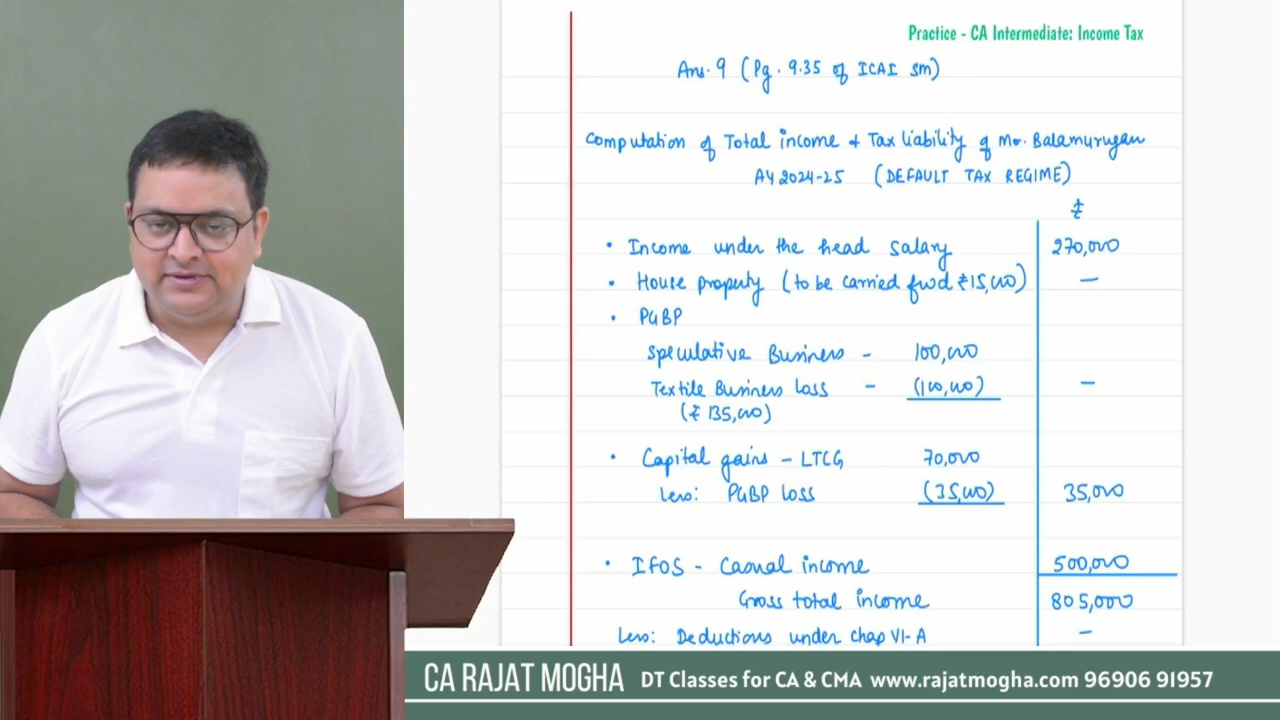 Practice - CA Intermediate: Income Tax
Ans. 9 (Pg. 9.35 of ICAI SM)
Computation of Total income & Tax liability of Mr. Balamurugan
AY 2024-25 (DEFAULT TAX REGIME)
₹
• Income under the head Salary 270,000
• House property (to be carried fwd ₹15,000) —
• PGBP
Speculative Business - 100,000
Textile Business loss - (100,000) —
(₹ 135,000)
• Capital gains - LTCG 70,000
Less: PGBP loss (35,000) 35,000
• IFOS - Casual income 500,000
Gross total income 805,000
Less: Deductions under chap VI-A —
CA RAJAT MOGHA DT Classes for CA & CMA www.rajatmogha.com 96906 91957